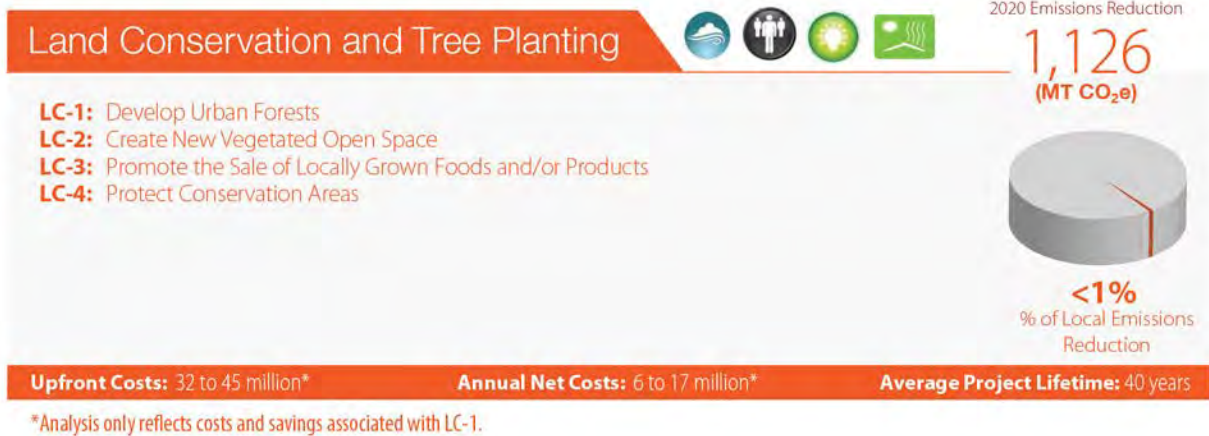 Land Conservation and Tree Planting
2020 Emissions Reduction
1,126
(MT CO₂e)
LC-1: Develop Urban Forests
LC-2: Create New Vegetated Open Space
LC-3: Promote the Sale of Locally Grown Foods and/or Products
LC-4: Protect Conservation Areas
<1%
% of Local Emissions
Reduction
Upfront Costs: 32 to 45 million* Annual Net Costs: 6 to 17 million* Average Project Lifetime: 40 years
*Analysis only reflects costs and savings associated with LC-1.